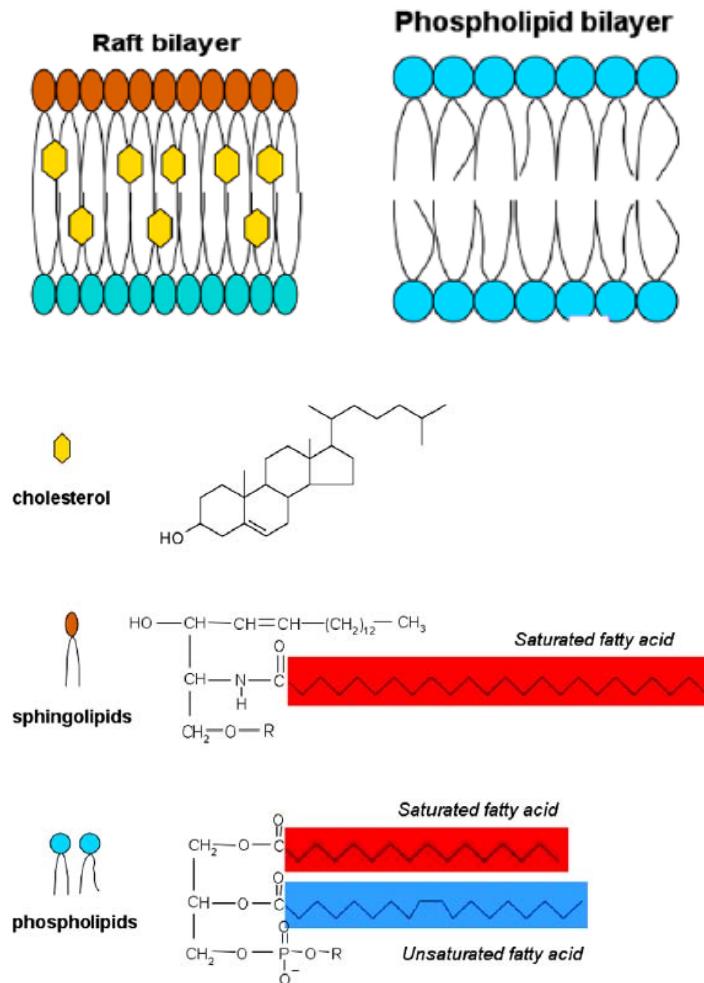 Raft bilayer
Phospholipid bilayer
cholesterol
HO
sphingolipids
HO — CH — CH=CH—(CH₂)₁₂— CH₃
Saturated fatty acid
O
CH — N — C
H
CH₂—O—R
phospholipids
Saturated fatty acid
O
CH₂ — O — C
O
CH — O — C
O
CH₂ — O —P—O—R
O⁻
Unsaturated fatty acid